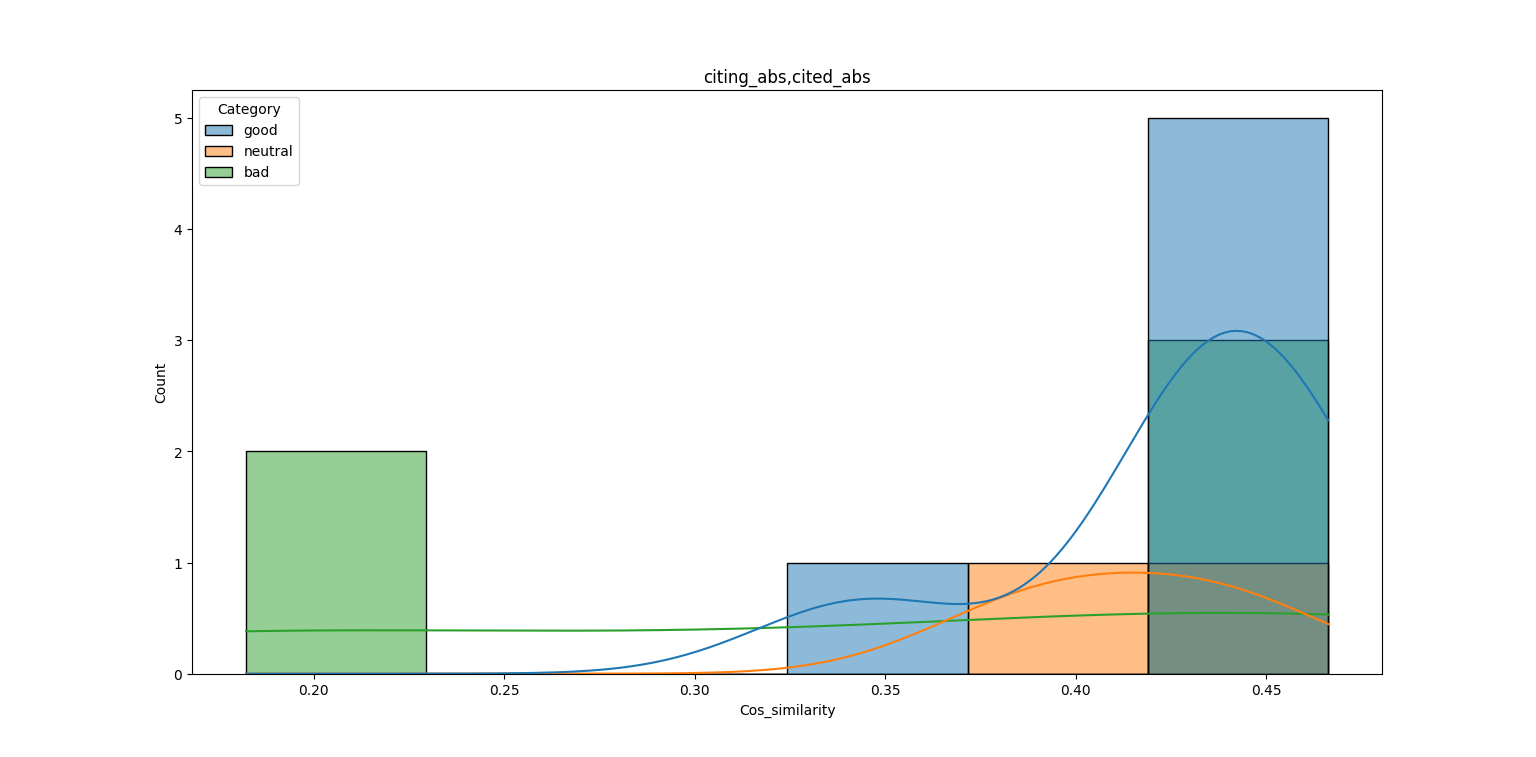 citing_abs,cited_abs
Category
good
neutral
bad
5
4
3
2
1
0
Count
0.20 0.25 0.30 0.35 0.40 0.45
Cos_similarity